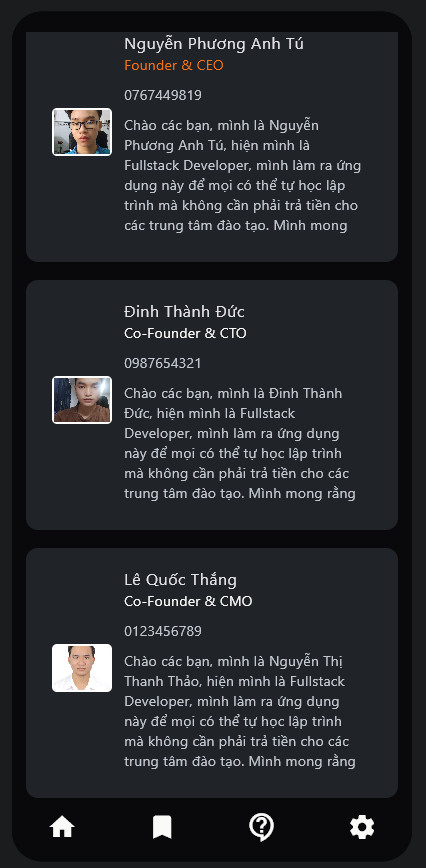 Nguyễn Phương Anh Tú
Founder & CEO
0767449819
Chào các bạn, mình là Nguyễn
Phương Anh Tú, hiện mình là
Fullstack Developer, mình làm ra ứng
dụng này để mọi có thể tự học lập
trình mà không cần phải trả tiền cho
các trung tâm đào tạo. Mình mong
Đinh Thành Đức
Co-Founder & CTO
0987654321
Chào các bạn, mình là Đinh Thành
Đức, hiện mình là Fullstack
Developer, mình làm ra ứng dụng
này để mọi có thể tự học lập trình
mà không cần phải trả tiền cho các
trung tâm đào tạo. Mình mong rằng
Lê Quốc Thắng
Co-Founder & CMO
0123456789
Chào các bạn, mình là Nguyễn Thị
Thanh Thảo, hiện mình là Fullstack
Developer, mình làm ra ứng dụng
này để mọi có thể tự học lập trình
mà không cần phải trả tiền cho các
trung tâm đào tạo. Mình mong rằng